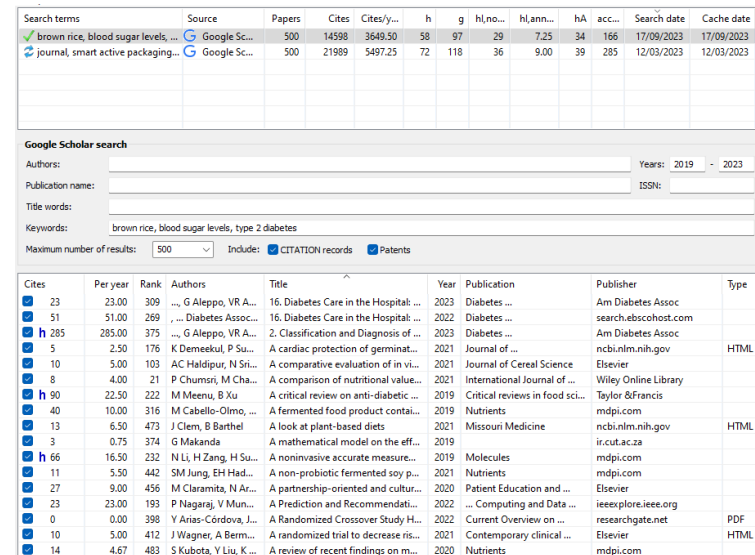 Search terms Source Papers Cites Cites/y... h g hI,no... hI,ann... hA acc... Search date Cache date
brown rice, blood sugar levels, ... Google Sc... 500 14598 3649.50 58 97 29 7.25 34 166 17/09/2023 17/09/2023
journal, smart active packaging... Google Sc... 500 21989 5497.25 72 118 36 9.00 39 285 12/03/2023 12/03/2023
Google Scholar search
Authors: Years: 2019 - 2023
Publication name: ISSN:
Title words:
Keywords: brown rice, blood sugar levels, type 2 diabetes
Maximum number of results: 500 Include: CITATION records Patents
Cites Per year Rank Authors Title Year Publication Publisher Type
23 23.00 309 ..., G Aleppo, VR A... 16. Diabetes Care in the Hospital: ... 2023 Diabetes ... Am Diabetes Assoc
51 51.00 269 , ... Diabetes Assoc... 16. Diabetes Care in the Hospital: ... 2022 Diabetes ... search.ebscohost.com
h 285 285.00 375 ..., G Aleppo, VR A... 2. Classification and Diagnosis of ... 2023 Diabetes ... Am Diabetes Assoc
5 2.50 176 K Demeekul, P Su... A cardiac protection of germinat... 2021 Journal of ... ncbi.nlm.nih.gov HTML
10 5.00 103 AC Haldipur, N Sri... A comparative evaluation of in vi... 2021 Journal of Cereal Science Elsevier
8 4.00 21 P Chumsri, M Cha... A comparison of nutritional value... 2021 International Journal of ... Wiley Online Library
h 90 22.50 222 M Meenu, B Xu A critical review on anti-diabetic ... 2019 Critical reviews in food sci... Taylor &Francis
40 10.00 316 M Cabello-Olmo, ... A fermented food product contai... 2019 Nutrients mdpi.com
13 6.50 473 J Clem, B Barthel A look at plant-based diets 2021 Missouri Medicine ncbi.nlm.nih.gov HTML
3 0.75 374 G Makanda A mathematical model on the eff... 2019 ir.cut.ac.za
h 66 16.50 232 N Li, H Zang, H Su... A noninvasive accurate measure... 2019 Molecules mdpi.com
11 5.50 442 SM Jung, EH Had... A non-probiotic fermented soy p... 2021 Nutrients mdpi.com
27 9.00 456 M Claramita, N Ar... A partnership-oriented and cultur... 2020 Patient Education and ... Elsevier
23 23.00 193 P Nagaraj, V Mun... A Prediction and Recommendati... 2022 ... Computing and Data ... ieeexplore.ieee.org
0 0.00 398 Y Arias-Córdova, J... A Randomized Crossover Study H... 2022 Current Overview on ... researchgate.net PDF
10 5.00 412 J Wagner, A Berm... A randomized trial to decrease ris... 2021 Contemporary clinical ... Elsevier HTML
14 4.67 483 S Kubota, Y Liu, K ... A review of recent findings on m... 2020 Nutrients mdpi.com